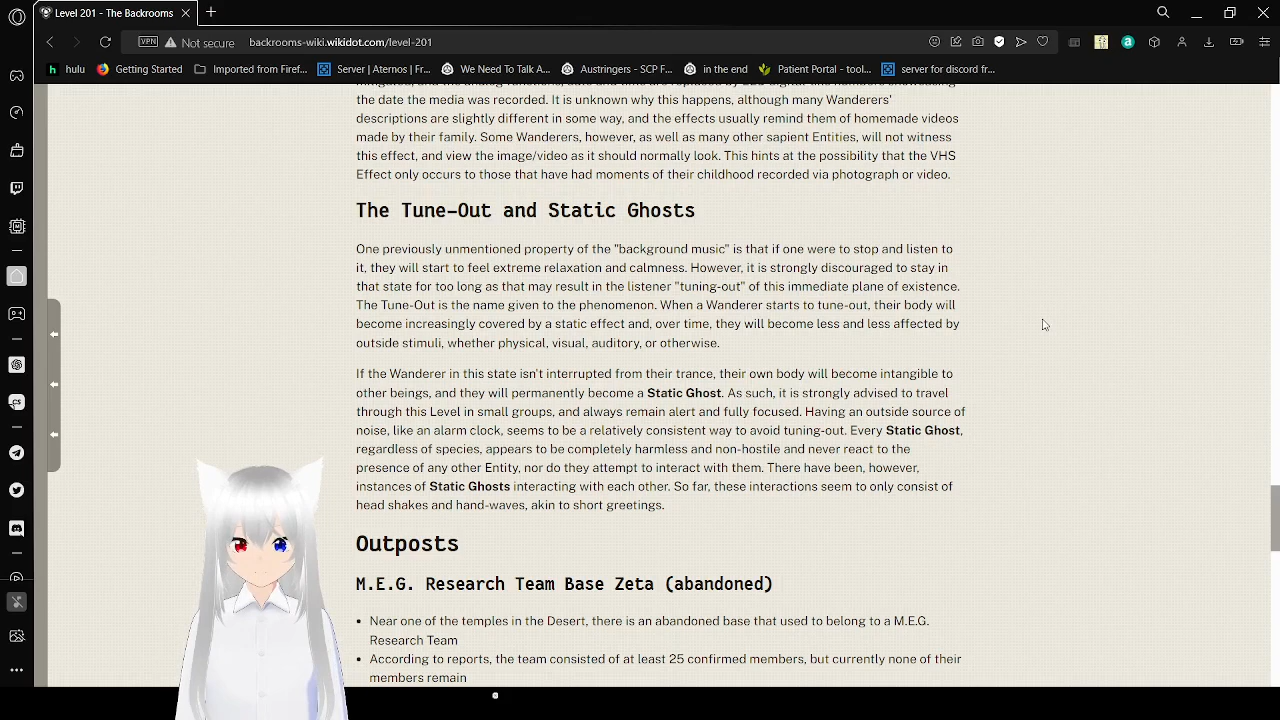 Level 201 - The Backrooms
VPN Not secure backrooms-wiki.wikidot.com/level-201
hulu Getting Started Imported from Firef... Server | Aternos | Fr... We Need To Talk A... Austringers - SCP F... in the end Patient Portal - tool... server for discord fr...
the date the media was recorded. It is unknown why this happens, although many Wanderers'
descriptions are slightly different in some way, and the effects usually remind them of homemade videos
made by their family. Some Wanderers, however, as well as many other sapient Entities, will not witness
this effect, and view the image/video as it should normally look. This hints at the possibility that the VHS
Effect only occurs to those that have had moments of their childhood recorded via photograph or video.
The Tune-Out and Static Ghosts
One previously unmentioned property of the "background music" is that if one were to stop and listen to
it, they will start to feel extreme relaxation and calmness. However, it is strongly discouraged to stay in
that state for too long as that may result in the listener "tuning-out" of this immediate plane of existence.
The Tune-Out is the name given to the phenomenon. When a Wanderer starts to tune-out, their body will
become increasingly covered by a static effect and, over time, they will become less and less affected by
outside stimuli, whether physical, visual, auditory, or otherwise.
If the Wanderer in this state isn't interrupted from their trance, their own body will become intangible to
other beings, and they will permanently become a Static Ghost. As such, it is strongly advised to travel
through this Level in small groups, and always remain alert and fully focused. Having an outside source of
noise, like an alarm clock, seems to be a relatively consistent way to avoid tuning-out. Every Static Ghost,
regardless of species, appears to be completely harmless and non-hostile and never react to the
presence of any other Entity, nor do they attempt to interact with them. There have been, however,
instances of Static Ghosts interacting with each other. So far, these interactions seem to only consist of
head shakes and hand-waves, akin to short greetings.
Outposts
M.E.G. Research Team Base Zeta (abandoned)
• Near one of the temples in the Desert, there is an abandoned base that used to belong to a M.E.G.
Research Team
• According to reports, the team consisted of at least 25 confirmed members, but currently none of their
members remain